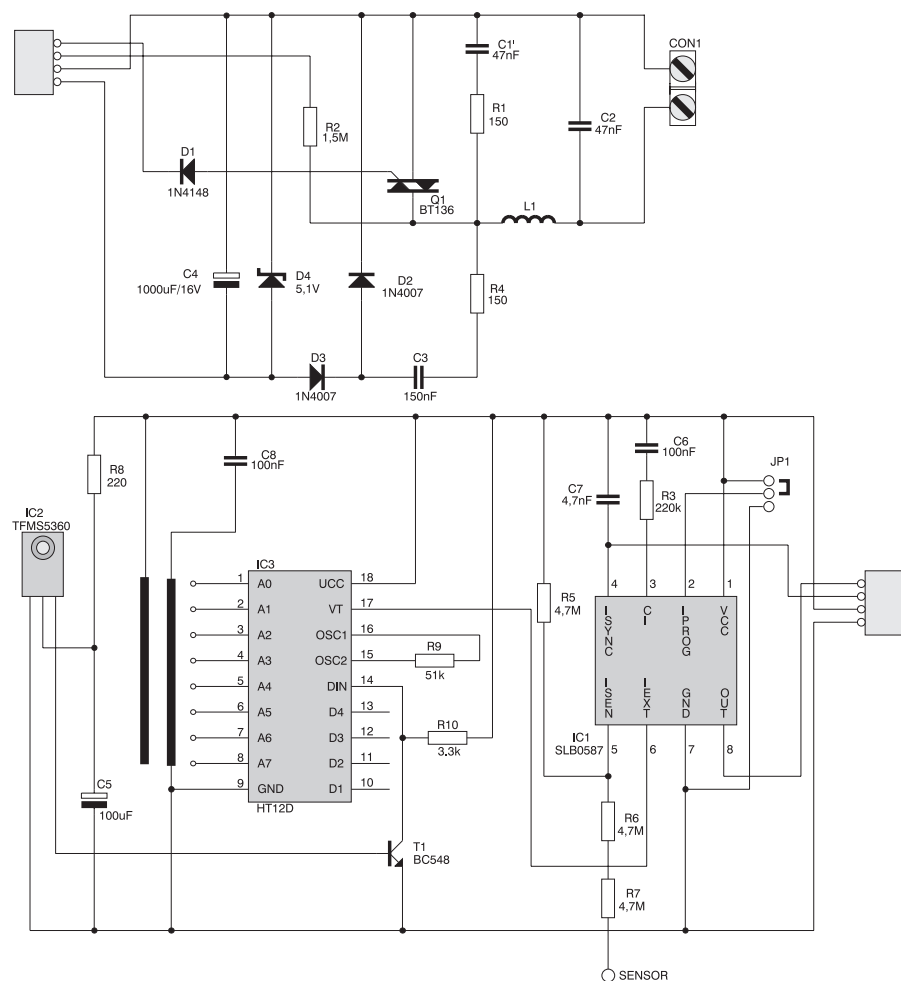 C1'
47nF
CON1
R1
150
C2
47nF
R2
1,5M
D1
1N4148
Q1
BT136
L1
C4
1000uF/16V
D4
5,1V
D2
1N4007
R4
150
D3
1N4007
C3
150nF
R8
220
C8
100nF
C6
100nF
JP1
C7
4,7nF
R3
220k
IC2
TFMS5360
IC3
1 A0 UCC 18
2 A1 VT 17
3 A2 OSC1 16
4 A3 OSC2 15
5 A4 DIN 14
6 A5 D4 13
7 A6 D3 12
8 A7 D2 11
9 GND D1 10
HT12D
R9
51k
R10
3.3k
R5
4,7M
4 3 2 1
ISYNC
CI
IPROG
VCC
ISEN
IEXT
GND
OUT
IC1
SLB0587
5 6 7 8
C5
100uF
T1
BC548
R6
4,7M
R7
4,7M
SENSOR